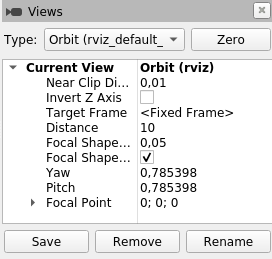 Views
Type: Orbit (rviz_default_ Zero
Current View Orbit (rviz)
Near Clip Di... 0,01
Invert Z Axis
Target Frame <Fixed Frame>
Distance 10
Focal Shape... 0,05
Focal Shape...
Yaw 0,785398
Pitch 0,785398
Focal Point 0; 0; 0
Save Remove Rename